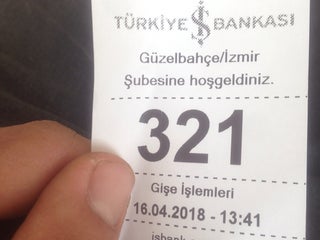 TÜRKİYE İŞ BANKASI
Güzelbahçe/İzmir
Şubesine hoşgeldiniz.
321
Gişe İşlemleri
16.04.2018 - 13:41